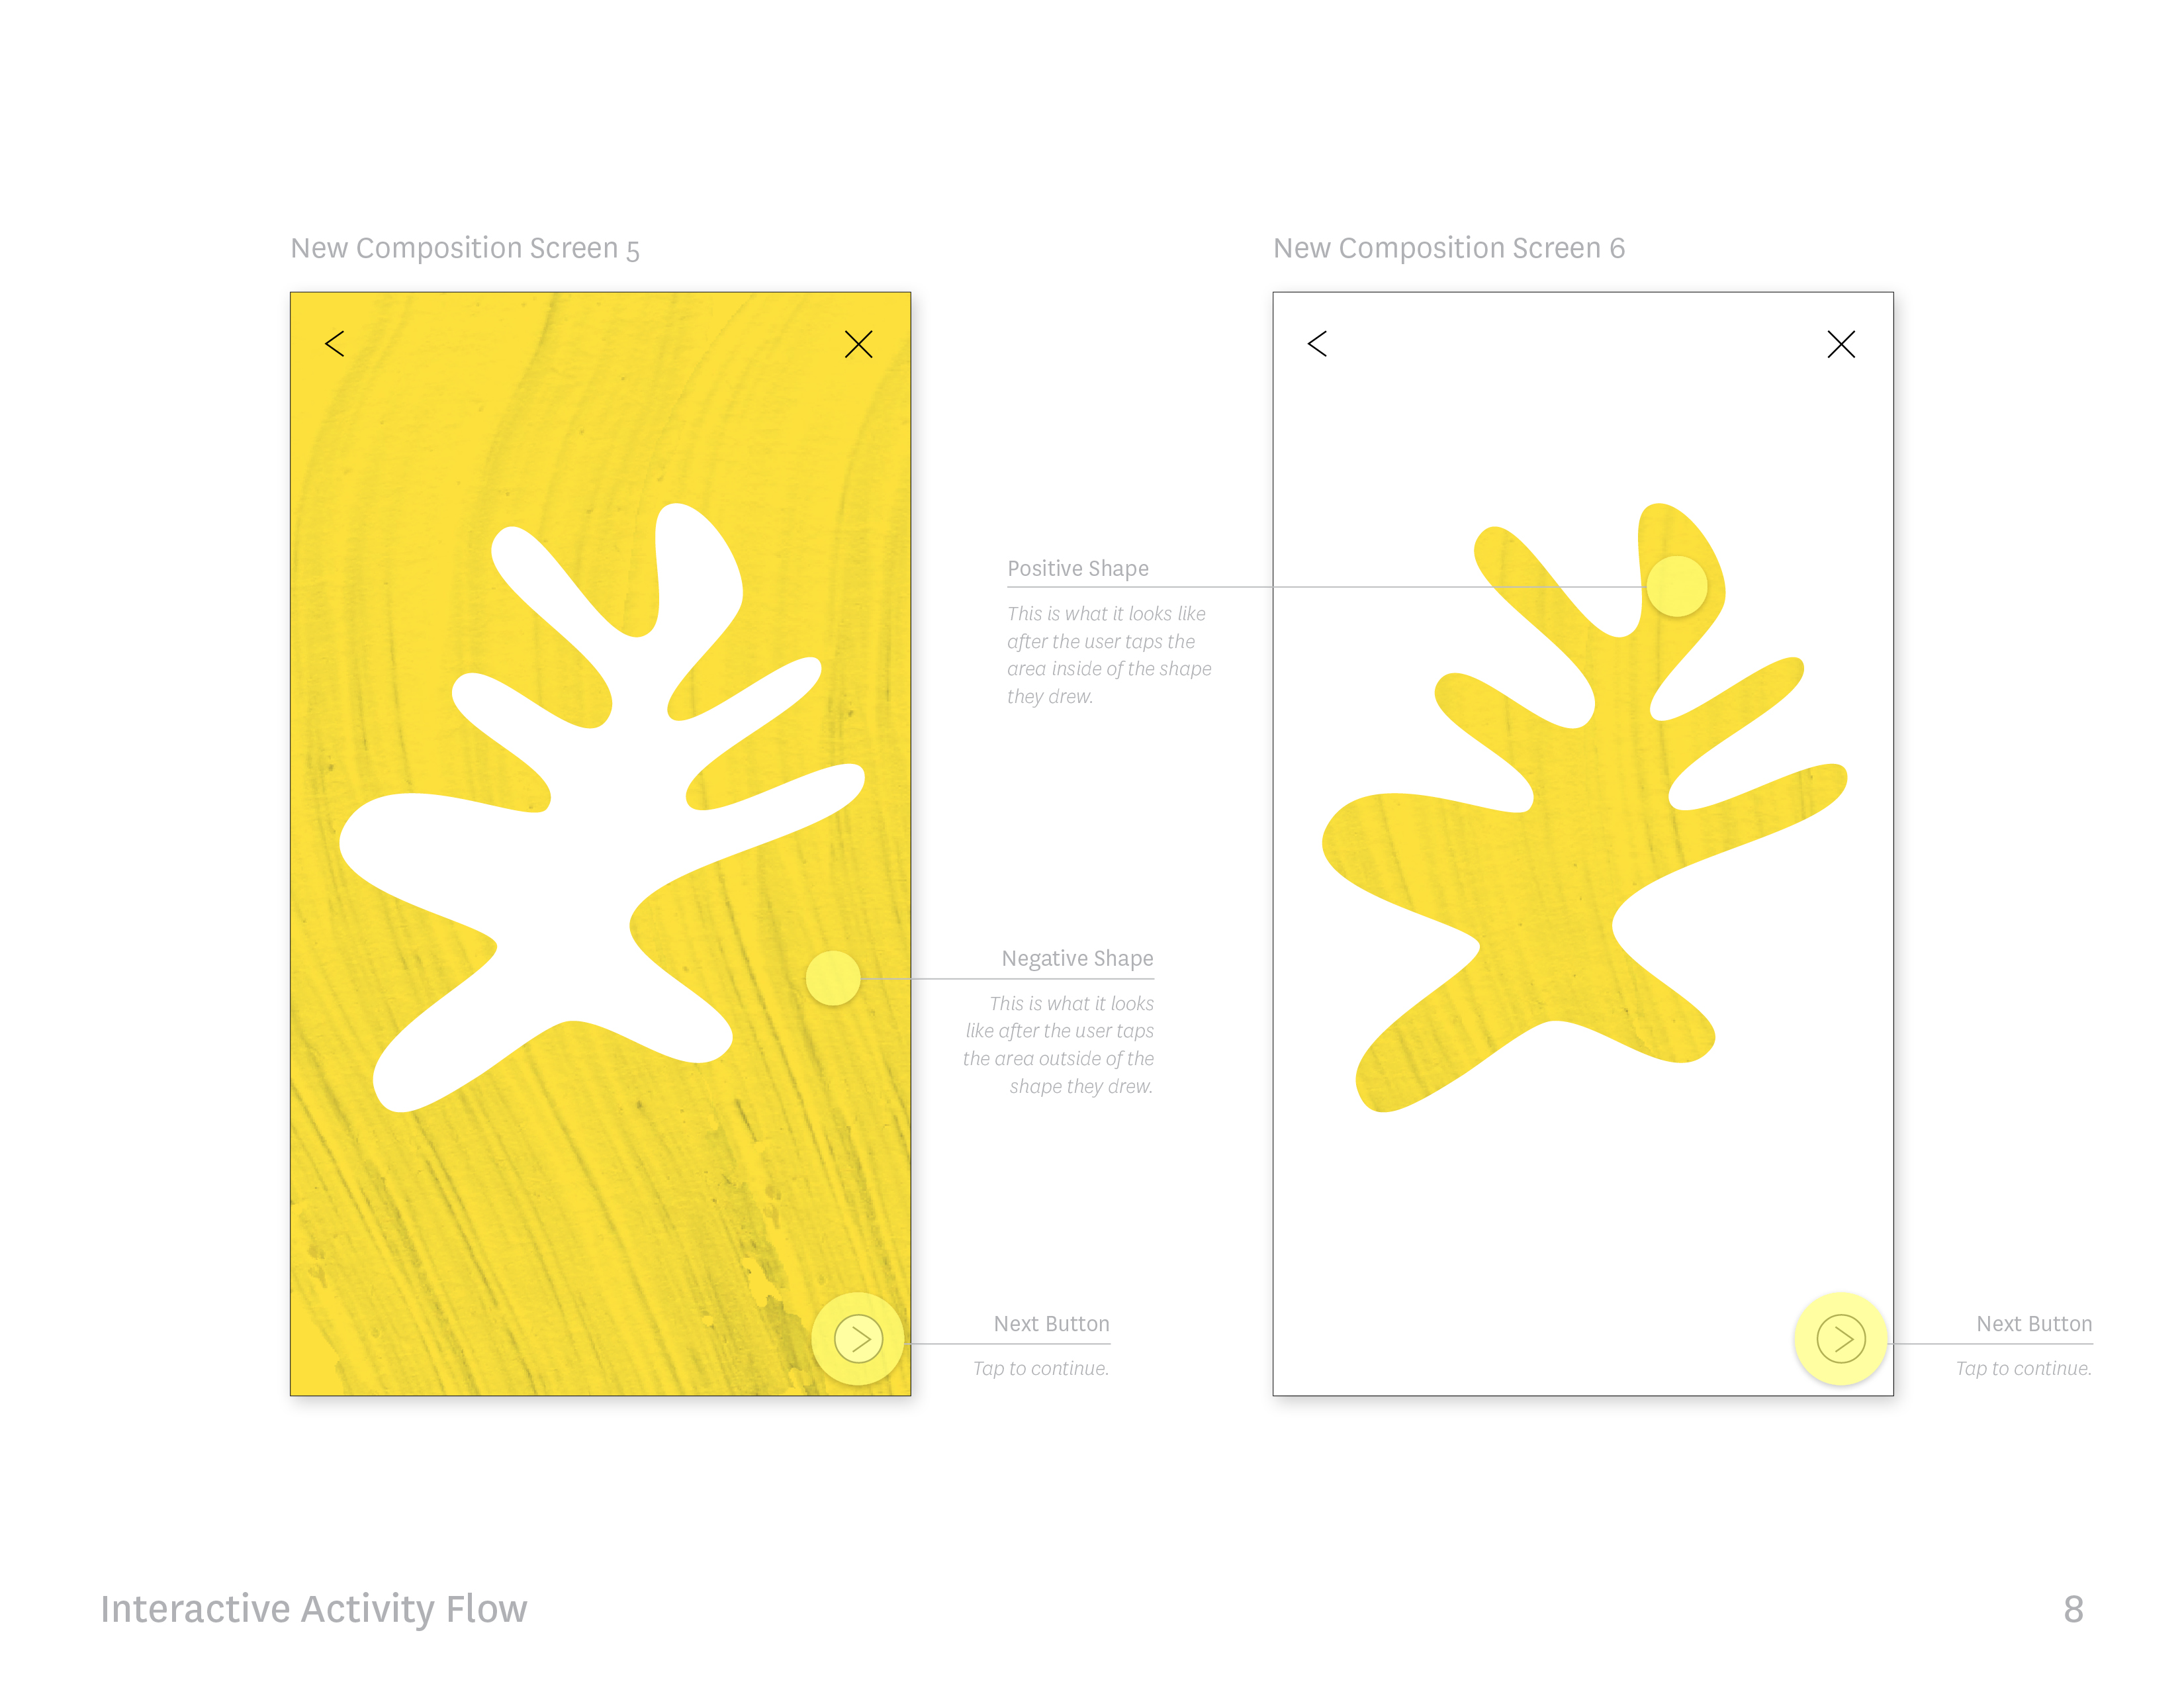 New Composition Screen 5
New Composition Screen 6
Positive Shape
This is what it looks like
after the user taps the
area inside of the shape
they drew.
Negative Shape
This is what it looks
like after the user taps
the area outside of the
shape they drew.
Next Button
Tap to continue.
Next Button
Tap to continue.
Interactive Activity Flow
8